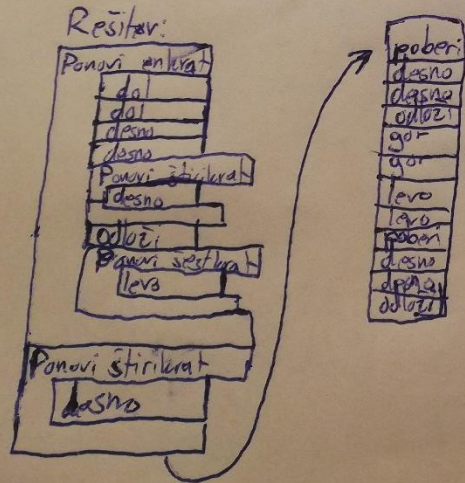 Rešitev:
Ponovi enkrat
dol
dol
desno
desno
Ponovi štirikrat
desno
odloži
Ponovi šestkrat
levo
Ponovi štirikrat
desno
poberi
desno
desno
odloži
gor
gor
levo
levo
poberi
desno
desno
odloži